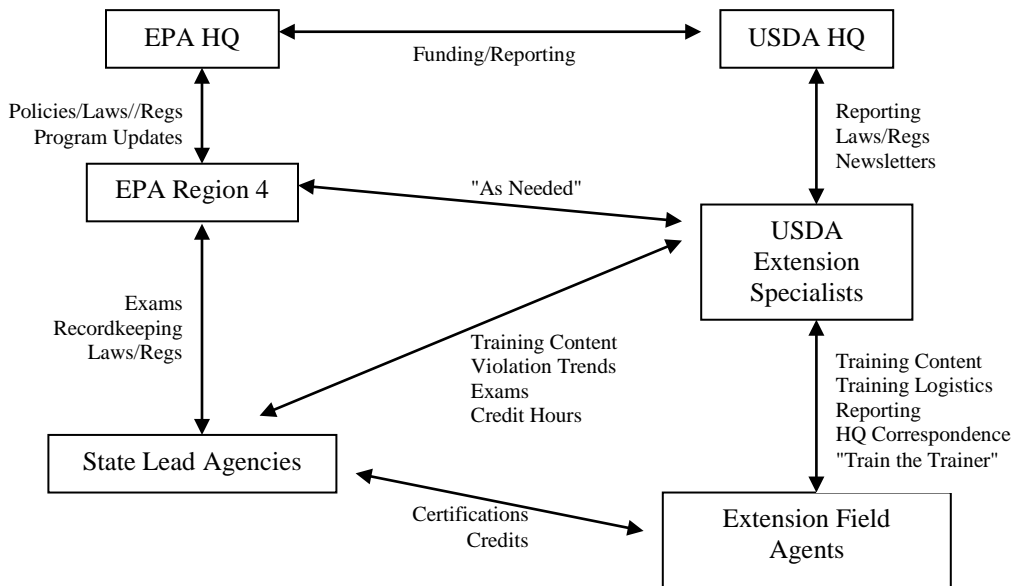 EPA HQ
USDA HQ
Funding/Reporting
Policies/Laws//Regs
Program Updates
Reporting
Laws/Regs
Newsletters
EPA Region 4
"As Needed"
USDA
Extension
Specialists
Exams
Recordkeeping
Laws/Regs
Training Content
Violation Trends
Exams
Credit Hours
Training Content
Training Logistics
Reporting
HQ Correspondence
"Train the Trainer"
State Lead Agencies
Certifications
Credits
Extension Field
Agents